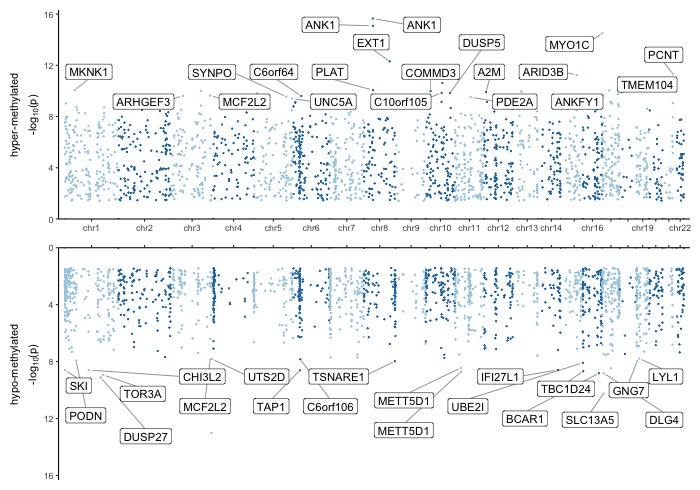 16
ANK1
ANK1
EXT1
DUSP5
MYO1C
PCNT
MKNK1
SYNPO
C6orf64
PLAT
COMMD3
A2M
ARID3B
TMEM104
12
ARHGEF3
MCF2L2
UNC5A
C10orf105
PDE2A
ANKFY1
hyper-methylated
-log10(p)
8
4
0
chr1
chr2
chr3
chr4
chr5
chr6
chr7
chr8
chr9
chr10
chr11
chr12
chr13
chr14
chr16
chr19
chr22
0
hypo-methylated
-log10(p)
4
8
SKI
TOR3A
CHI3L2
UTS2D
TSNARE1
IFI27L1
LYL1
PODN
MCF2L2
TAP1
C6orf106
METT5D1
UBE2I
TBC1D24
GNG7
DUSP27
METT5D1
BCAR1
SLC13A5
DLG4
12
16